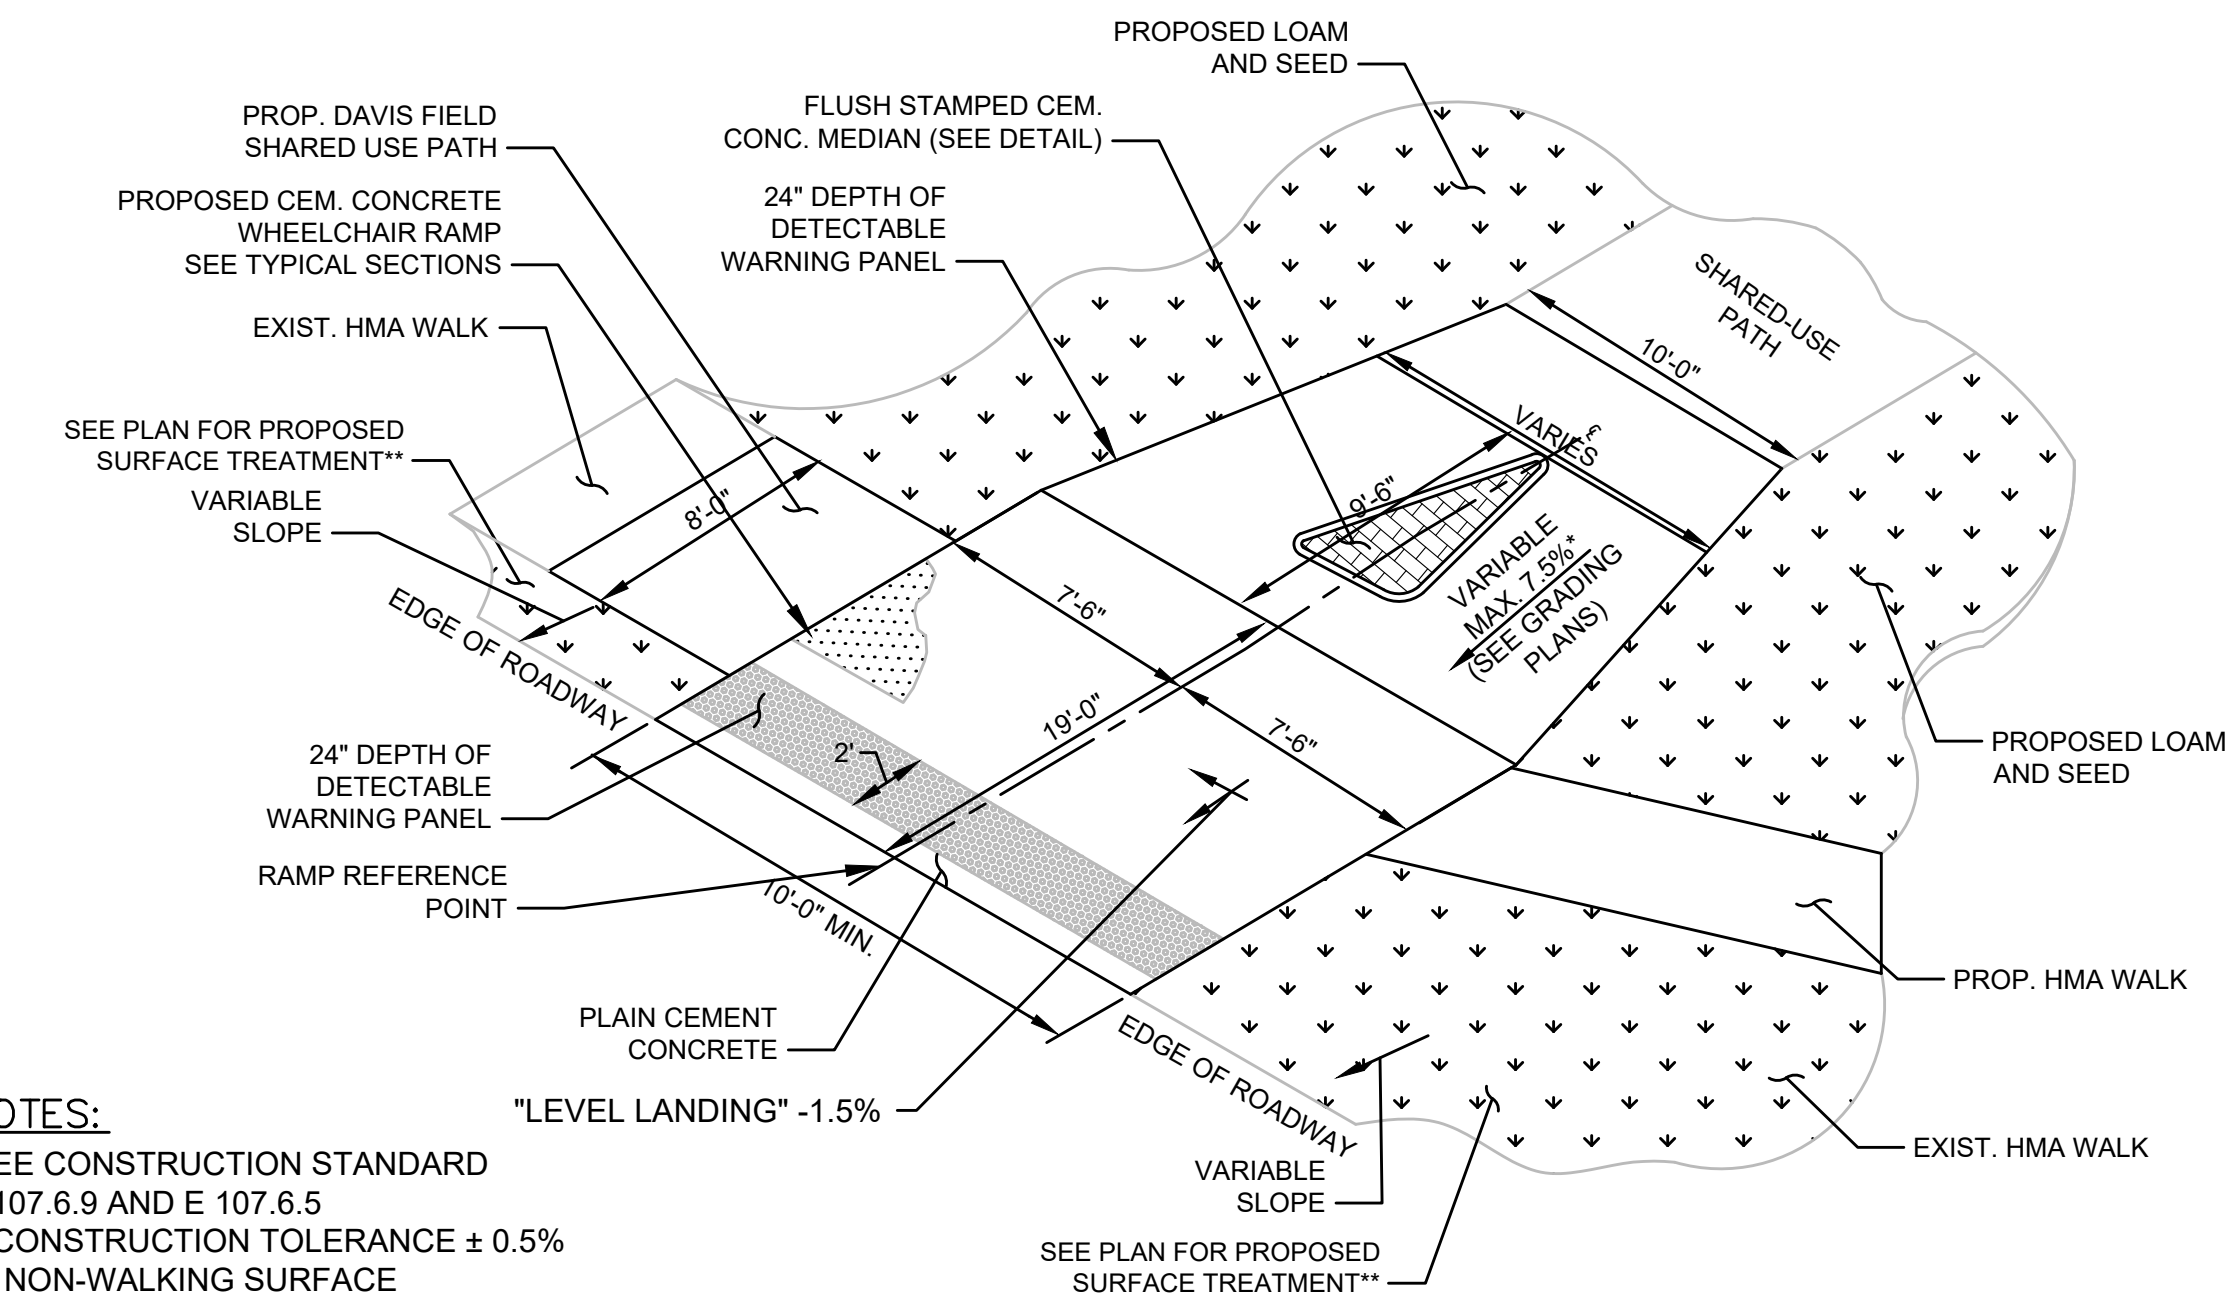 PROPOSED LOAM
AND SEED
FLUSH STAMPED CEM.
CONC. MEDIAN (SEE DETAIL)
PROP. DAVIS FIELD
SHARED USE PATH
24" DEPTH OF
DETECTABLE
WARNING PANEL
PROPOSED CEM. CONCRETE
WHEELCHAIR RAMP
SEE TYPICAL SECTIONS
EXIST. HMA WALK
SEE PLAN FOR PROPOSED
SURFACE TREATMENT**
VARIABLE
SLOPE
SHARED-USE
PATH
10'-0"
VARIES
℄
9'-6"
8'-0"
VARIABLE
MAX. 7.5%*
(SEE GRADING
PLANS)
7'-6"
EDGE OF ROADWAY
19'-0"
7'-6"
2'
24" DEPTH OF
DETECTABLE
WARNING PANEL
PROPOSED LOAM
AND SEED
RAMP REFERENCE
POINT
10'-0" MIN.
PROP. HMA WALK
PLAIN CEMENT
CONCRETE
"LEVEL LANDING" -1.5%
EDGE OF ROADWAY
EXIST. HMA WALK
VARIABLE
SLOPE
SEE PLAN FOR PROPOSED
SURFACE TREATMENT**
OTES:
EE CONSTRUCTION STANDARD
107.6.9 AND E 107.6.5
CONSTRUCTION TOLERANCE ± 0.5%
NON-WALKING SURFACE